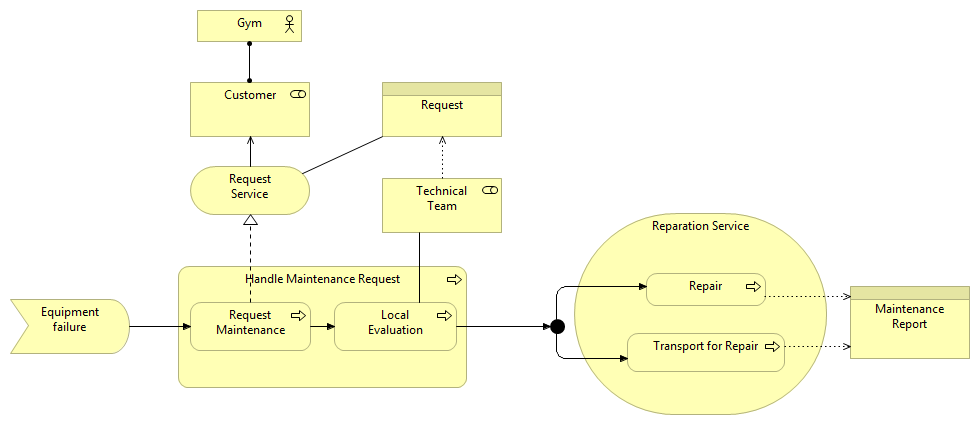 Gym
Customer
Request
Request
Service
Technical
Team
Reparation Service
Handle Maintenance Request
Equipment
failure
Request
Maintenance
Local
Evaluation
Repair
Transport for Repair
Maintenance
Report